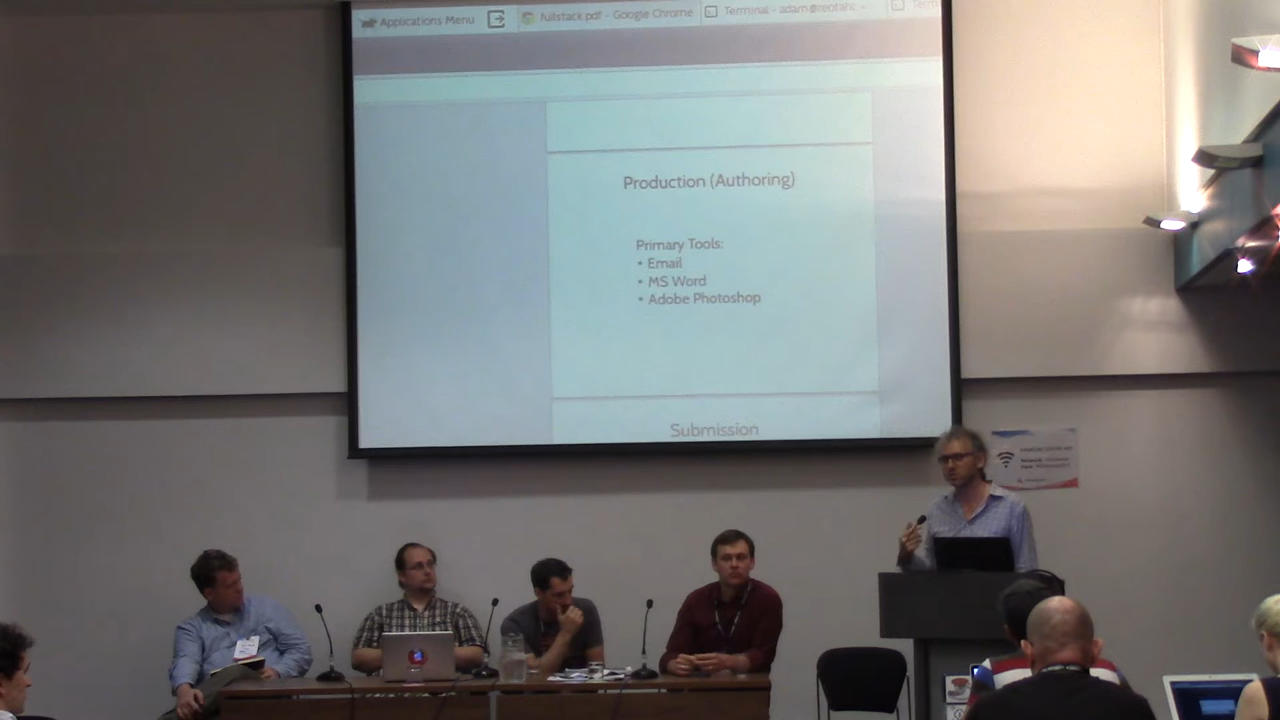 Applications Menu
fullstack.pdf - Google Chrome
Terminal - adam@
Production (Authoring)
Primary Tools:
• Email
• MS Word
• Adobe Photoshop
Submission